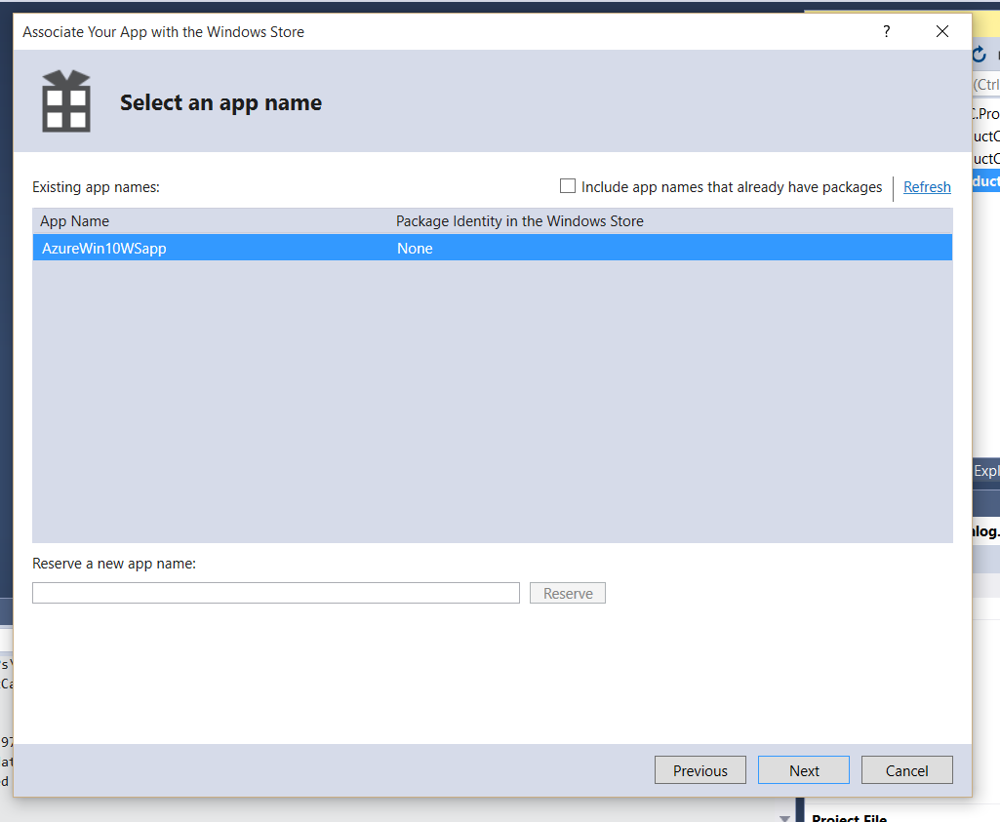 Associate Your App with the Windows Store
?
Select an app name
(Ctrl
C.Pro
uctC
uctC
duct
Existing app names:
Include app names that already have packages
Refresh
App Name
Package Identity in the Windows Store
AzureWin10WSapp
None
Expl
alog.
Reserve a new app name:
Reserve
s\
Ca
97
at
ed
Previous
Next
Cancel
Project File